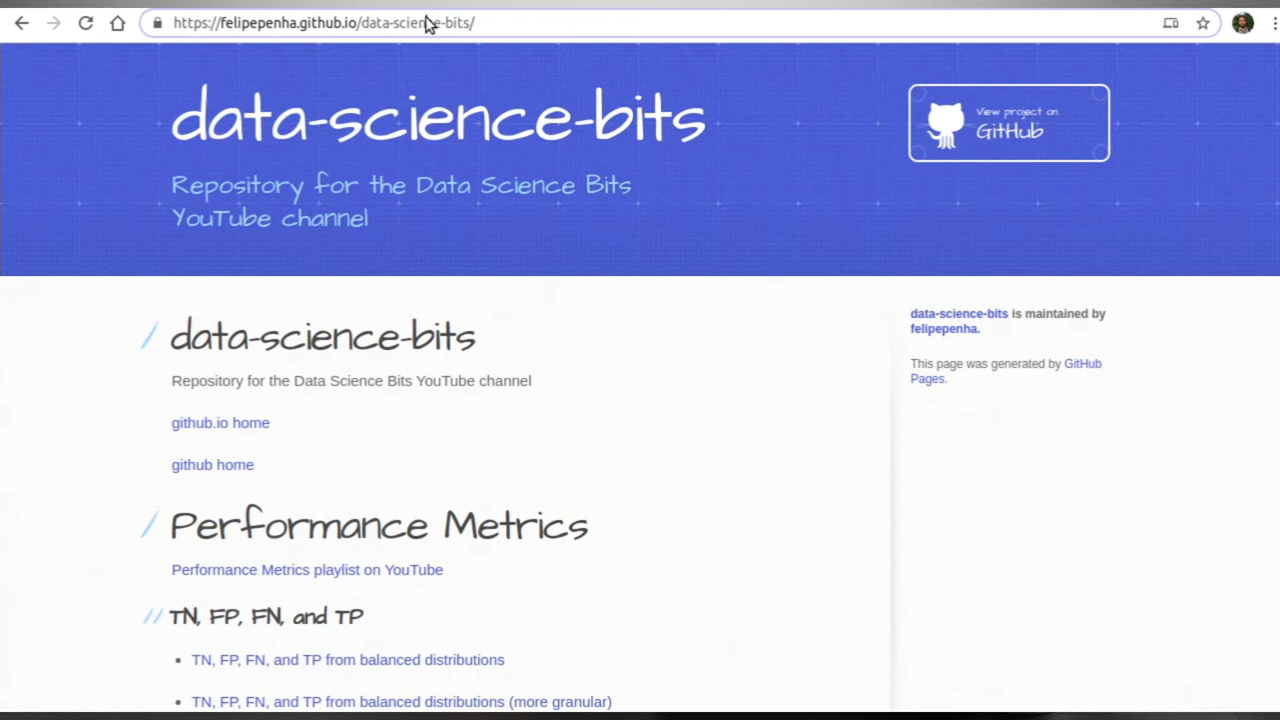 https://felipepenha.github.io/data-science-bits/
data-science-bits
View project on
GitHub
Repository for the Data Science Bits
YouTube channel
data-science-bits
Repository for the Data Science Bits YouTube channel
github.io home
github home
Performance Metrics
Performance Metrics playlist on YouTube
TN, FP, FN, and TP
TN, FP, FN, and TP from balanced distributions
TN, FP, FN, and TP from balanced distributions (more granular)
data-science-bits is maintained by
felipepenha.
This page was generated by GitHub
Pages.